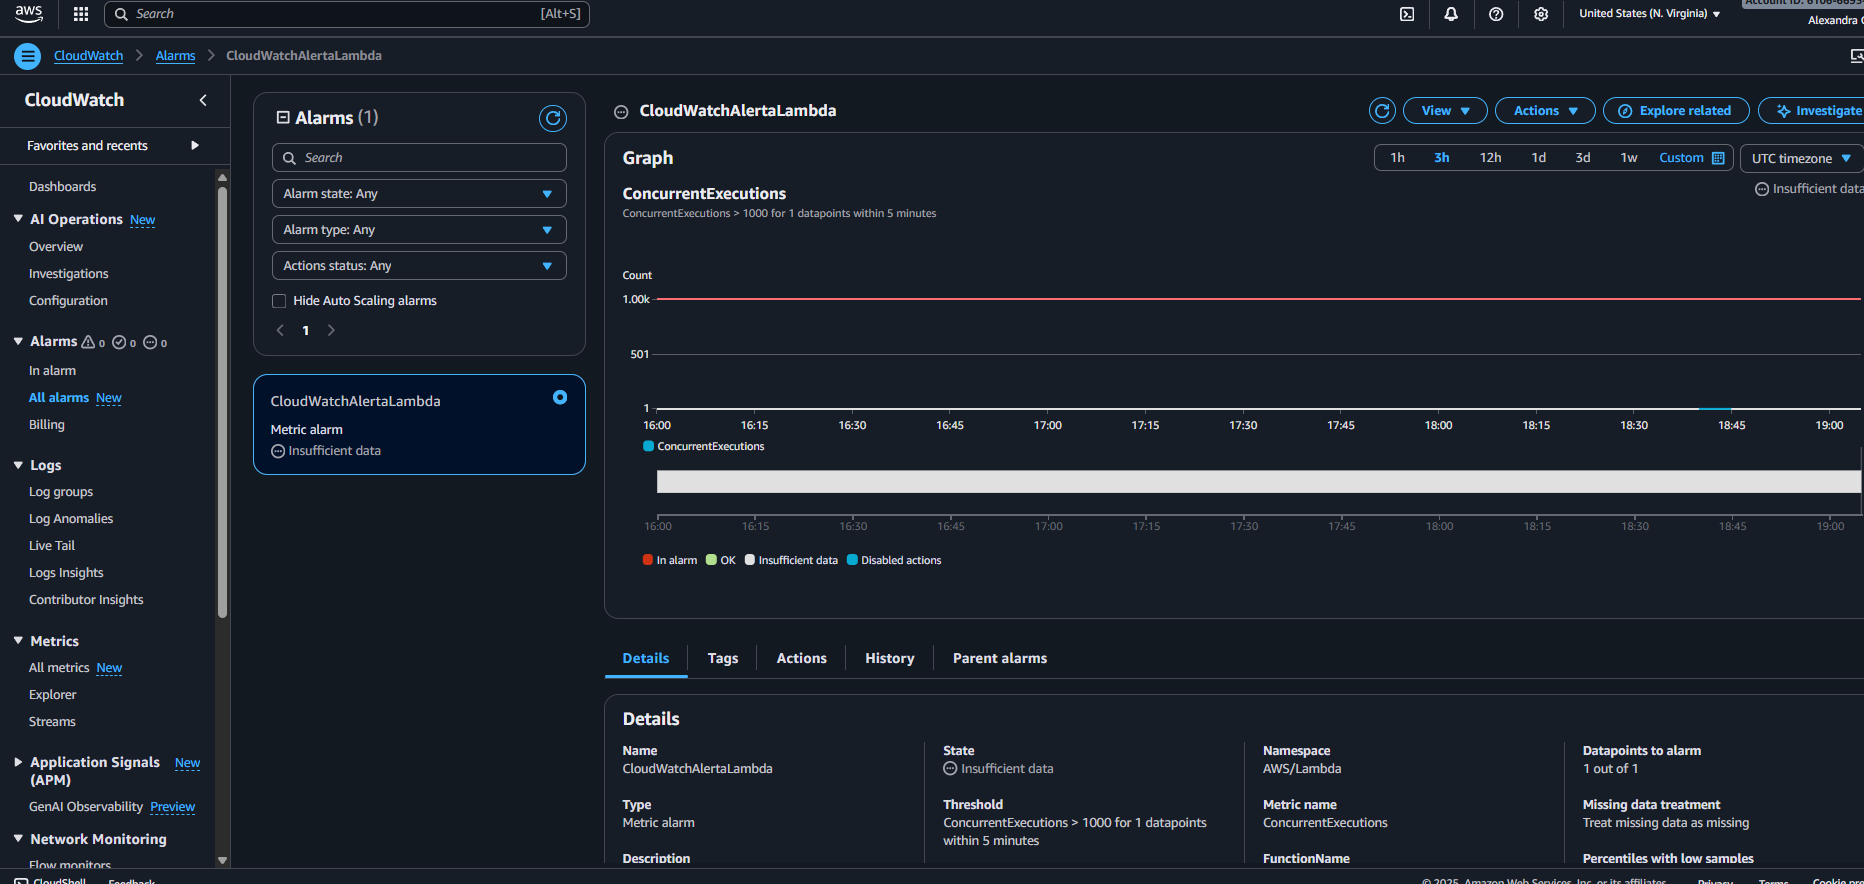 aws
Search
[Alt+S]
United States (N. Virginia)
Alexandra
CloudWatch
Alarms
CloudWatchAlertaLambda
CloudWatch
Favorites and recents
Dashboards
AI Operations New
Overview
Investigations
Configuration
Alarms 0 0 0
In alarm
All alarms New
Billing
Logs
Log groups
Log Anomalies
Live Tail
Logs Insights
Contributor Insights
Metrics
All metrics New
Explorer
Streams
Application Signals New
(APM)
GenAI Observability Preview
Network Monitoring
Flow monitors
Alarms (1)
Search
Alarm state: Any
Alarm type: Any
Actions status: Any
Hide Auto Scaling alarms
1
CloudWatchAlertaLambda
Metric alarm
Insufficient data
CloudWatchAlertaLambda
View
Actions
Explore related
Investigate
Graph
1h 3h 12h 1d 3d 1w Custom
UTC timezone
Insufficient data
ConcurrentExecutions
ConcurrentExecutions > 1000 for 1 datapoints within 5 minutes
Count
1.00k
501
1
16:00 16:15 16:30 16:45 17:00 17:15 17:30 17:45 18:00 18:15 18:30 18:45 19:00
ConcurrentExecutions
16:00 16:15 16:30 16:45 17:00 17:15 17:30 17:45 18:00 18:15 18:30 18:45 19:00
In alarm OK Insufficient data Disabled actions
Details Tags Actions History Parent alarms
Details
Name
CloudWatchAlertaLambda
Type
Metric alarm
Description
State
Insufficient data
Threshold
ConcurrentExecutions > 1000 for 1 datapoints
within 5 minutes
Namespace
AWS/Lambda
Metric name
ConcurrentExecutions
FunctionName
Datapoints to alarm
1 out of 1
Missing data treatment
Treat missing data as missing
Percentiles with low samples
CloudShell Feedback
© 2025, Amazon Web Services, Inc. or its affiliates. Privacy Terms Cookie